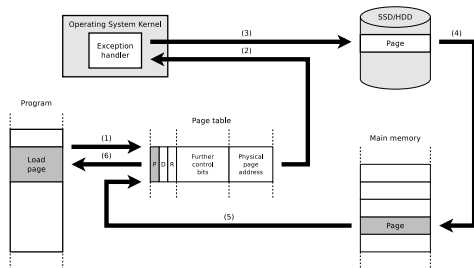 Operating System Kernel
Exception
handler
(3)
(2)
SSD/HDD
Page
(4)
Program
Load
page
(1)
(6)
Page table
P D R
Further
control
bits
Physical
page
address
Main memory
Page
(5)